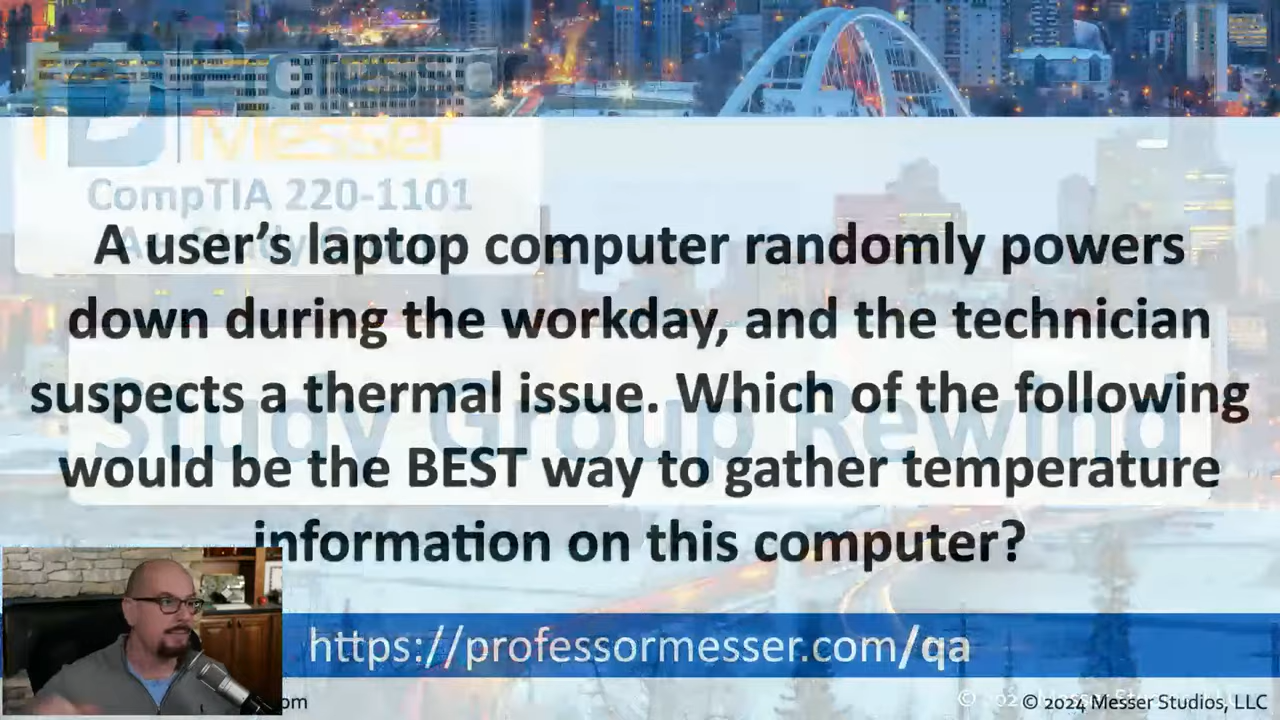 Professor
Messer
CompTIA 220-1101
A user’s laptop computer randomly powers
down during the workday, and the technician
suspects a thermal issue. Which of the following
Study Group Rewind
would be the BEST way to gather temperature
information on this computer?
https://professormesser.com/qa
om
© 2024 Messer Studios, LLC